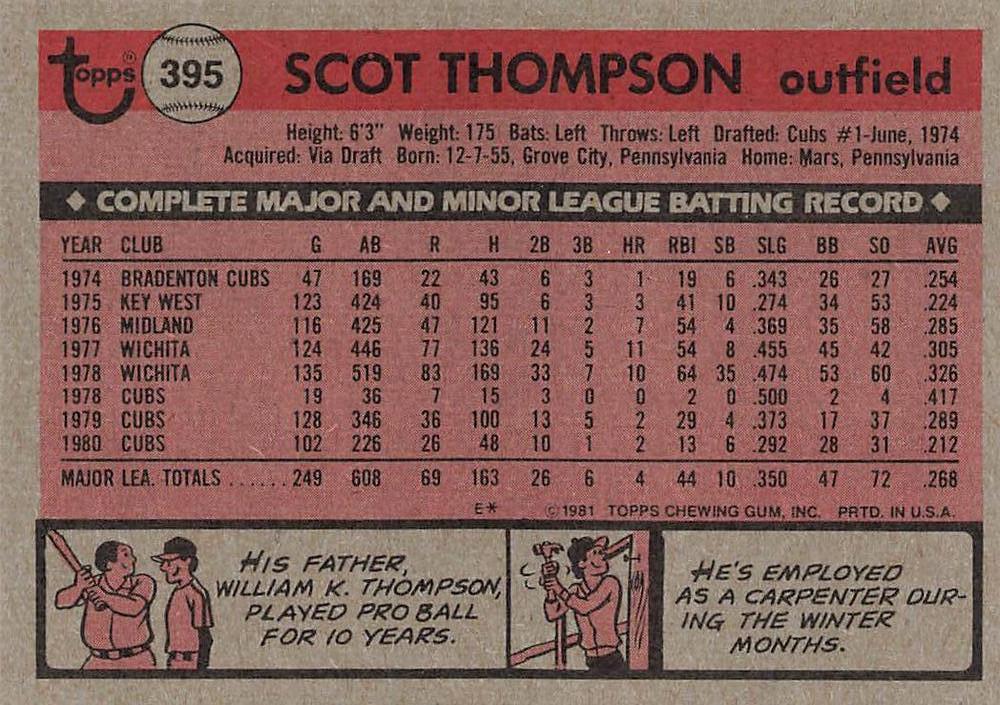 Topps® 395 SCOT THOMPSON outfield
Height: 6'3" Weight: 175 Bats: Left Throws: Left Drafted: Cubs #1-June, 1974
Acquired: Via Draft Born: 12-7-55, Grove City, Pennsylvania Home: Mars, Pennsylvania
◆ COMPLETE MAJOR AND MINOR LEAGUE BATTING RECORD ◆
YEAR CLUB G AB R H 2B 3B HR RBI SB SLG BB SO AVG
1974 BRADENTON CUBS 47 169 22 43 6 3 1 19 6 .343 26 27 .254
1975 KEY WEST 123 424 40 95 6 3 3 41 10 .274 34 53 .224
1976 MIDLAND 116 425 47 121 11 2 7 54 4 .369 35 58 .285
1977 WICHITA 124 446 77 136 24 5 11 54 8 .455 45 42 .305
1978 WICHITA 135 519 83 169 33 7 10 64 35 .474 53 60 .326
1978 CUBS 19 36 7 15 3 0 0 2 0 .500 2 4 .417
1979 CUBS 128 346 36 100 13 5 2 29 4 .373 17 37 .289
1980 CUBS 102 226 26 48 10 1 2 13 6 .292 28 31 .212
MAJOR LEA. TOTALS ......249 608 69 163 26 6 4 44 10 .350 47 72 .268
E* ©1981 TOPPS CHEWING GUM, INC. PRTD. IN U.S.A.
HIS FATHER,
WILLIAM K. THOMPSON,
PLAYED PRO BALL
FOR 10 YEARS.
HE'S EMPLOYED
AS A CARPENTER DUR-
ING THE WINTER
MONTHS.